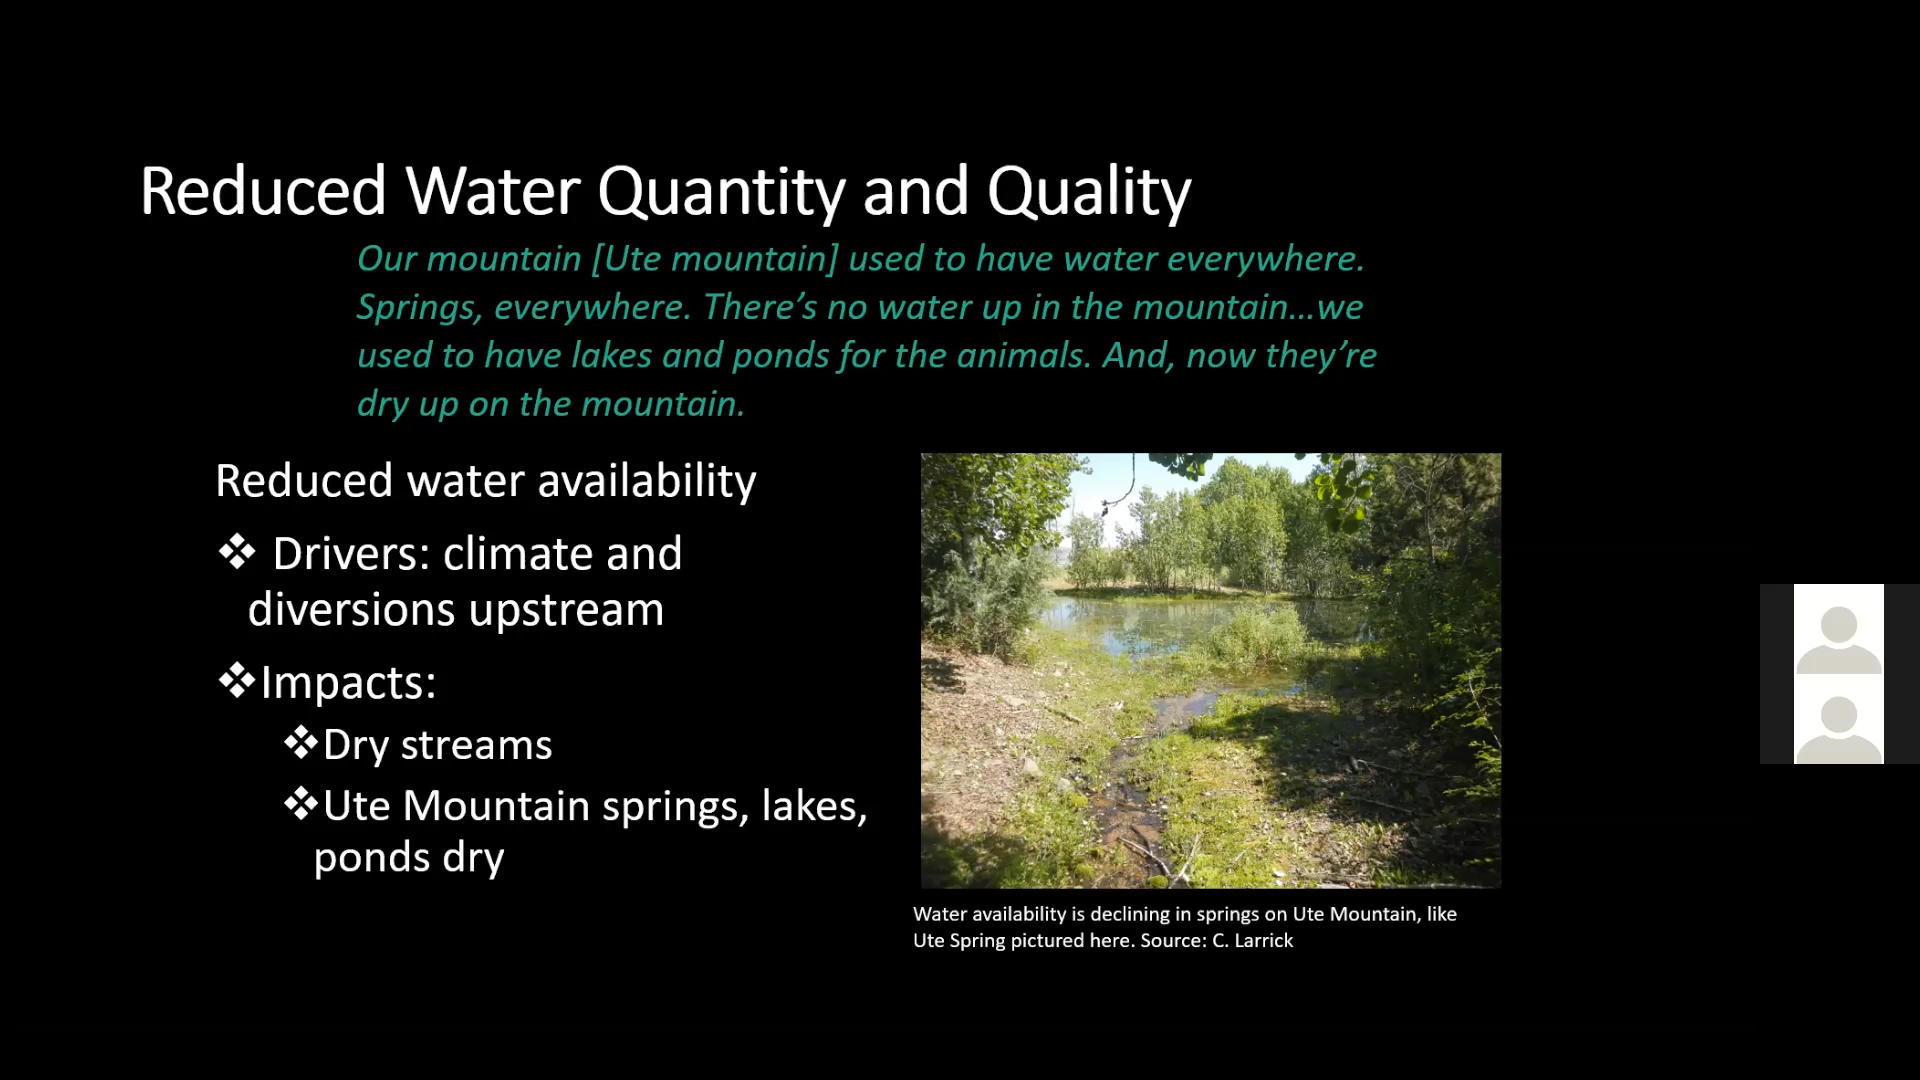 Reduced Water Quantity and Quality
Our mountain [Ute mountain] used to have water everywhere.
Springs, everywhere. There’s no water up in the mountain…we
used to have lakes and ponds for the animals. And, now they’re
dry up on the mountain.
Reduced water availability
❖ Drivers: climate and
diversions upstream
❖Impacts:
❖Dry streams
❖Ute Mountain springs, lakes,
ponds dry
Water availability is declining in springs on Ute Mountain, like
Ute Spring pictured here. Source: C. Larrick